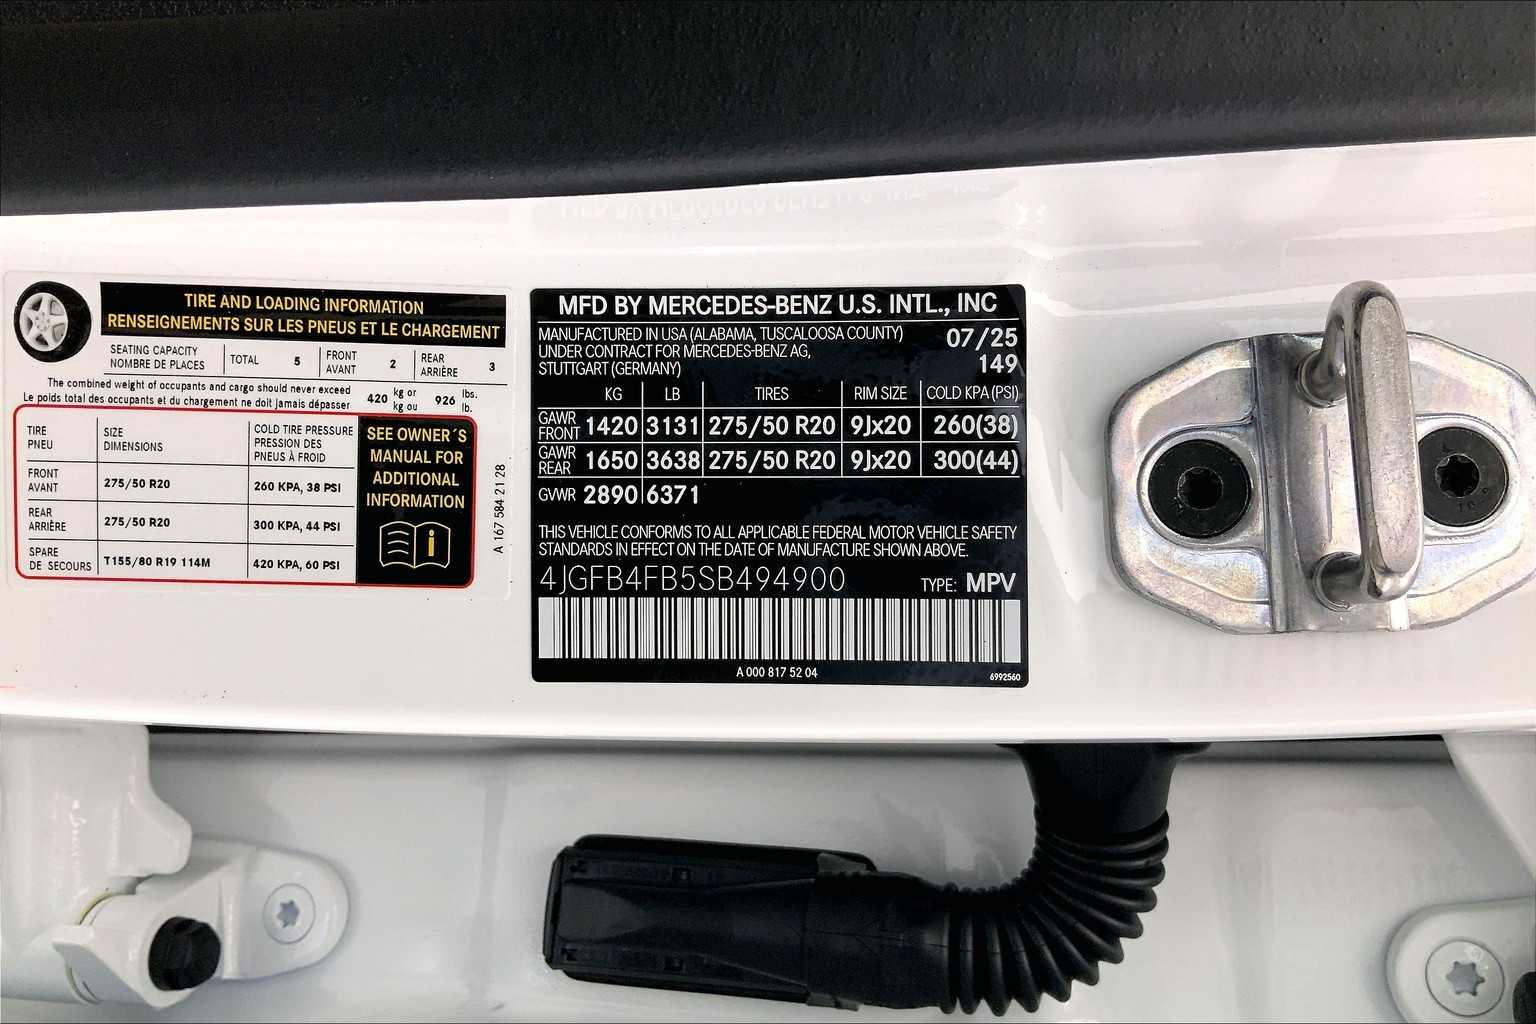 TIRE AND LOADING INFORMATION
RENSEIGNEMENTS SUR LES PNEUS ET LE CHARGEMENT
SEATING CAPACITY
NOMBRE DE PLACES
TOTAL 5
FRONT
AVANT 2
REAR
ARRIÈRE 3
The combined weight of occupants and cargo should never exceed
Le poids total des occupants et du chargement ne doit jamais dépasser
420 kg or
kg ou
926 lbs.
lb.
TIRE
PNEU
SIZE
DIMENSIONS
COLD TIRE PRESSURE
PRESSION DES
PNEUS À FROID
FRONT
AVANT
275/50 R20
260 KPA, 38 PSI
REAR
ARRIÈRE
275/50 R20
300 KPA, 44 PSI
SPARE
DE SECOURS
T155/80 R19 114M
420 KPA, 60 PSI
SEE OWNER´S
MANUAL FOR
ADDITIONAL
INFORMATION
i
A 167 584 21 28
MFD BY MERCEDES-BENZ U.S. INTL., INC
MANUFACTURED IN USA (ALABAMA, TUSCALOOSA COUNTY)
UNDER CONTRACT FOR MERCEDES-BENZ AG,
STUTTGART (GERMANY)
07/25
149
KG LB TIRES RIM SIZE COLD KPA (PSI)
GAWR
FRONT 1420 3131 275/50 R20 9Jx20 260(38)
GAWR
REAR 1650 3638 275/50 R20 9Jx20 300(44)
GVWR 2890 6371
THIS VEHICLE CONFORMS TO ALL APPLICABLE FEDERAL MOTOR VEHICLE SAFETY
STANDARDS IN EFFECT ON THE DATE OF MANUFACTURE SHOWN ABOVE.
4JGFB4FB5SB494900 TYPE: MPV
A 000 817 52 04
6992560